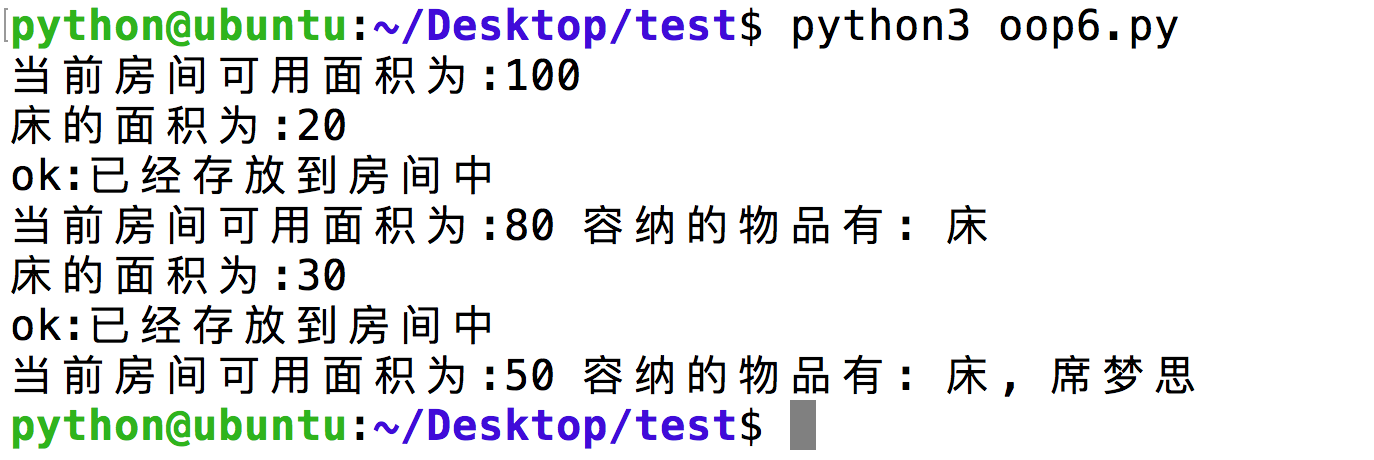 python@ubuntu:~/Desktop/test$ python3 oop6.py
当前房间可用面积为:100
床的面积为:20
ok:已经存放到房间中
当前房间可用面积为:80 容纳的物品有: 床
床的面积为:30
ok:已经存放到房间中
当前房间可用面积为:50 容纳的物品有: 床, 席梦思
python@ubuntu:~/Desktop/test$